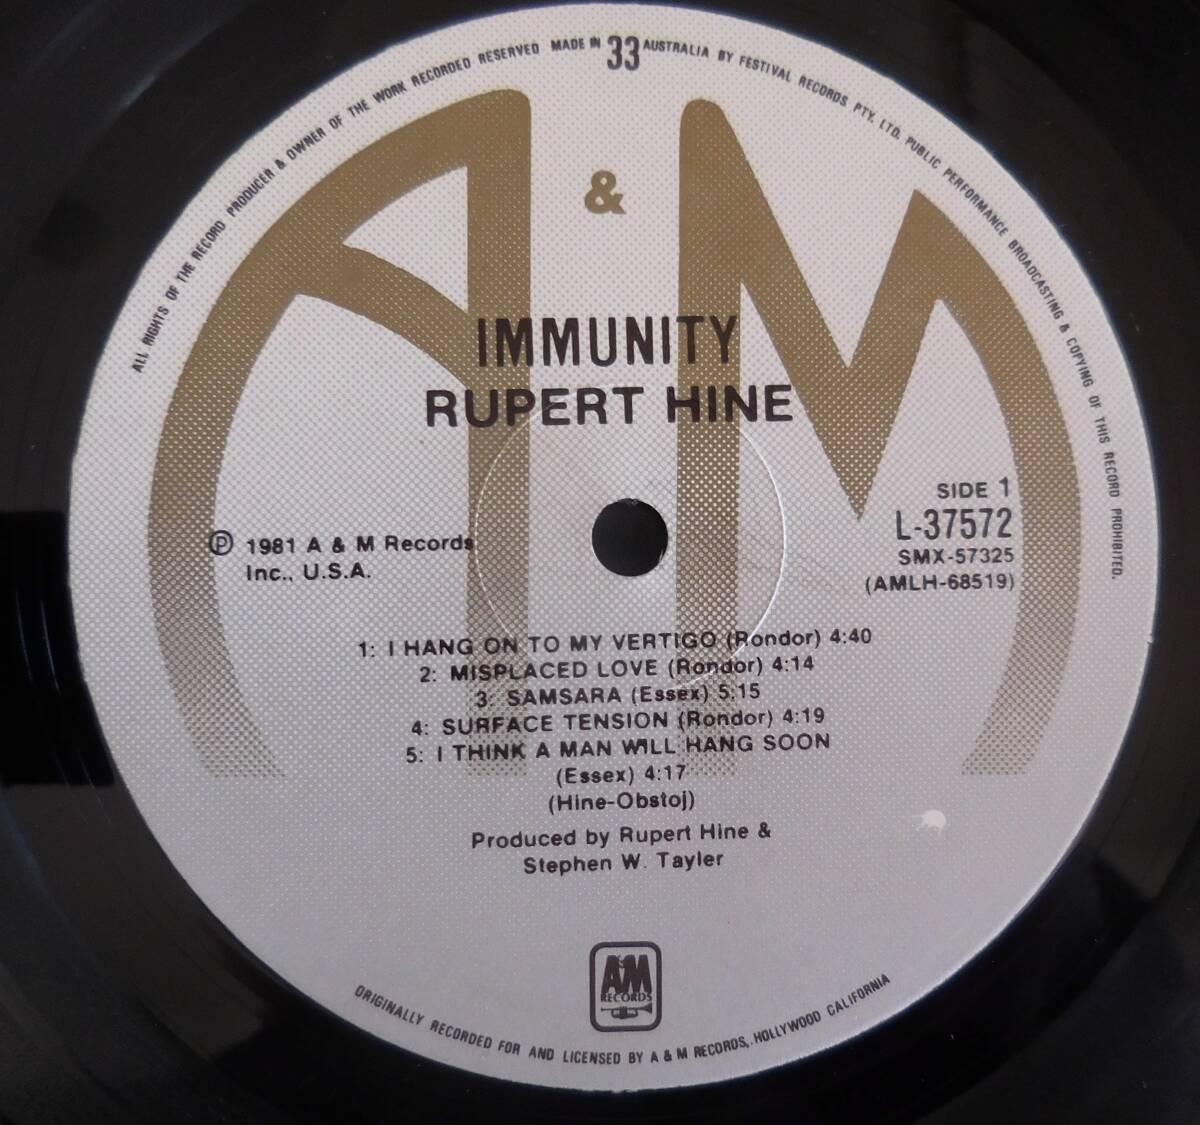 ALL RIGHTS OF THE RECORD PRODUCER & OWNER OF THE WORK RECORDED RESERVED MADE IN 33 AUSTRALIA BY FESTIVAL RECORDS PTY. LTD. PUBLIC PERFORMANCE BROADCASTING & COPYING OF THIS RECORD PROHIBITED.
A & M
IMMUNITY
RUPERT HINE
SIDE 1
L-37572
SMX-57325
(AMLH-68519)
Ⓟ 1981 A & M Records
Inc., U.S.A.
1: I HANG ON TO MY VERTIGO (Rondor) 4:40
2: MISPLACED LOVE (Rondor) 4:14
3: SAMSARA (Essex) 5:15
4: SURFACE TENSION (Rondor) 4:19
5: I THINK A MAN WILL HANG SOON
(Essex) 4:17
(Hine-Obstoj)
Produced by Rupert Hine &
Stephen W. Tayler
A&M
RECORDS
ORIGINALLY RECORDED FOR AND LICENSED BY A & M RECORDS, HOLLYWOOD CALIFORNIA